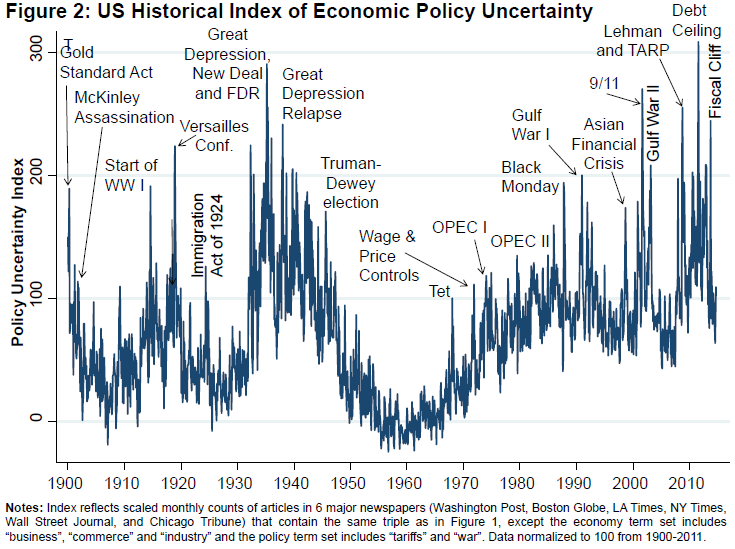 Figure 2: US Historical Index of Economic Policy Uncertainty
Policy Uncertainty Index
300
200
100
0
T
Gold
Standard Act
McKinley
Assassination
Start of
WW I
Versailles
Conf.
Immigration
Act of 1924
Great
Depression,
New Deal
and FDR
Great
Depression
Relapse
Truman-
Dewey
election
Wage &
Price
Controls
Tet
OPEC I
OPEC II
Black
Monday
Gulf
War I
Asian
Financial
Crisis
9/11
Gulf War II
Lehman
and TARP
Debt
Ceiling
Fiscal Cliff
1900 1910 1920 1930 1940 1950 1960 1970 1980 1990 2000 2010
Notes: Index reflects scaled monthly counts of articles in 6 major newspapers (Washington Post, Boston Globe, LA Times, NY Times,
Wall Street Journal, and Chicago Tribune) that contain the same triple as in Figure 1, except the economy term set includes
“business”, “commerce” and “industry” and the policy term set includes “tariffs” and “war”. Data normalized to 100 from 1900-2011.